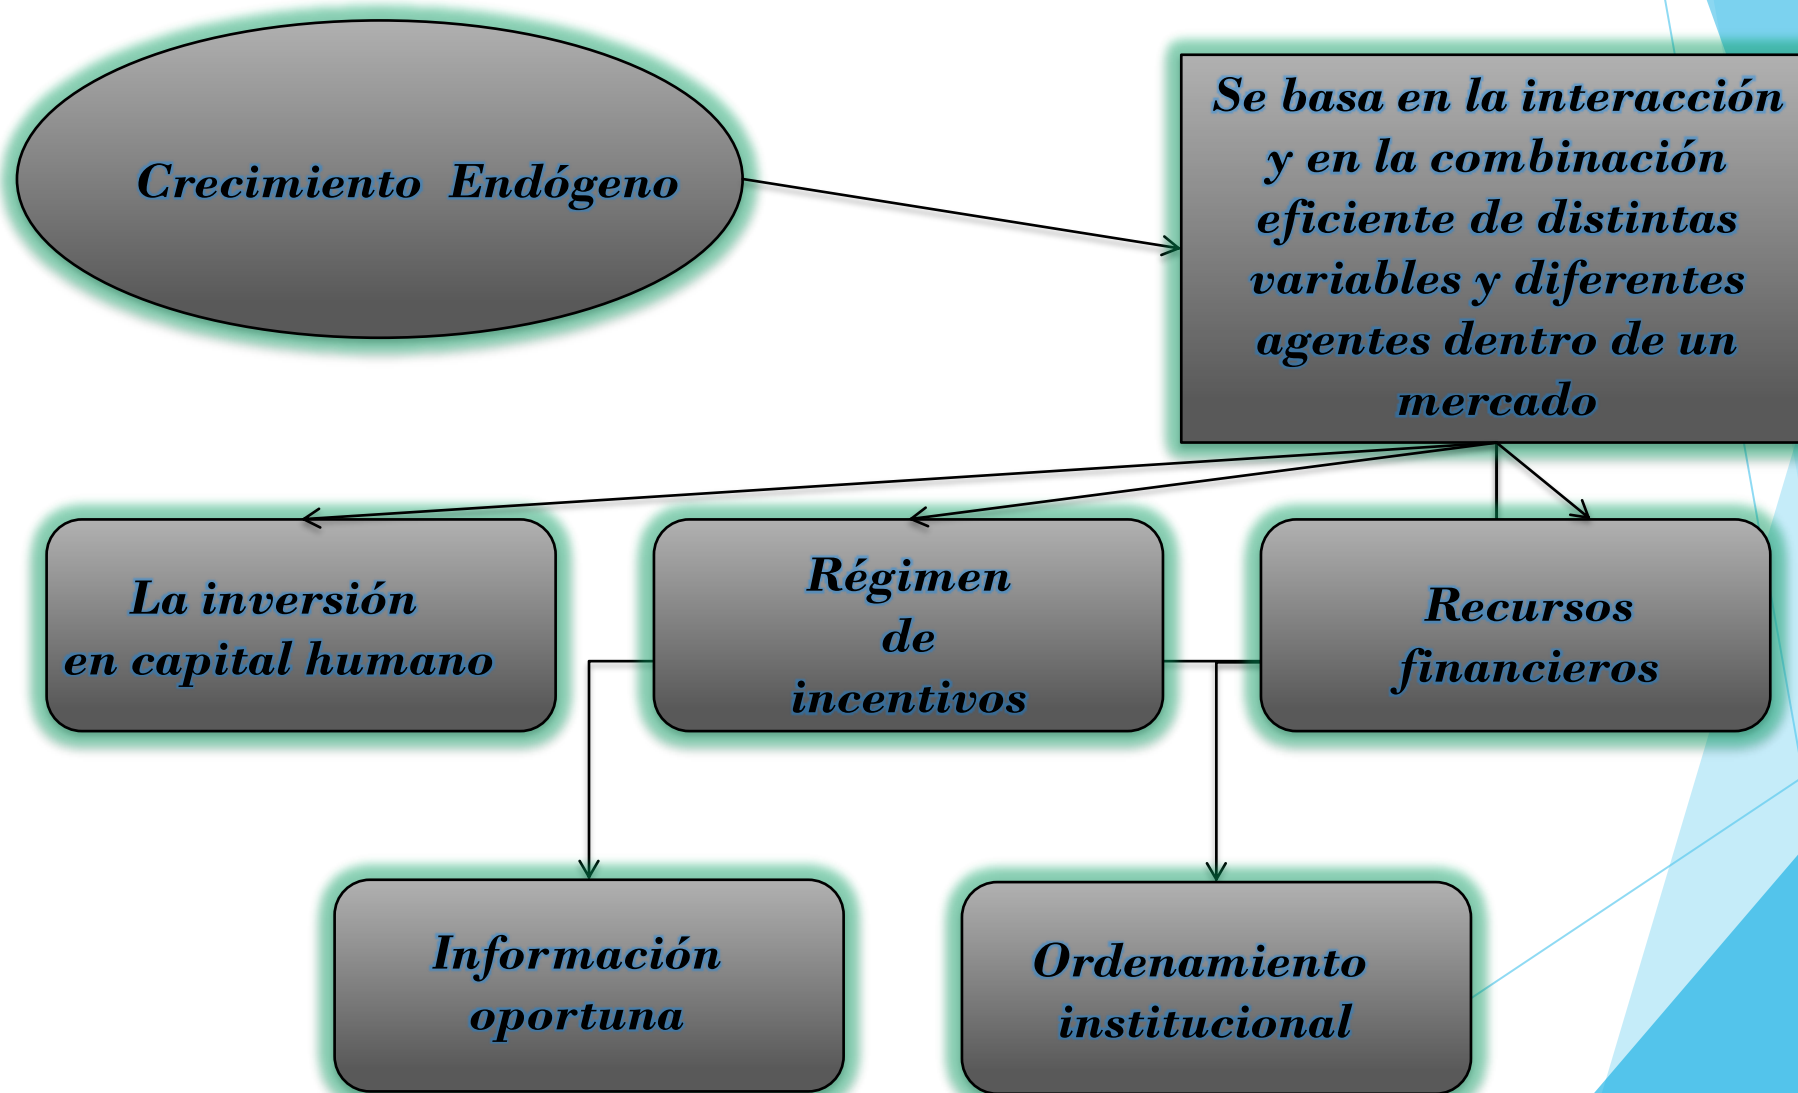 Crecimiento Endógeno
Se basa en la interacción
y en la combinación
eficiente de distintas
variables y diferentes
agentes dentro de un
mercado
La inversión
en capital humano
Régimen
de
incentivos
Recursos
financieros
Información
oportuna
Ordenamiento
institucional